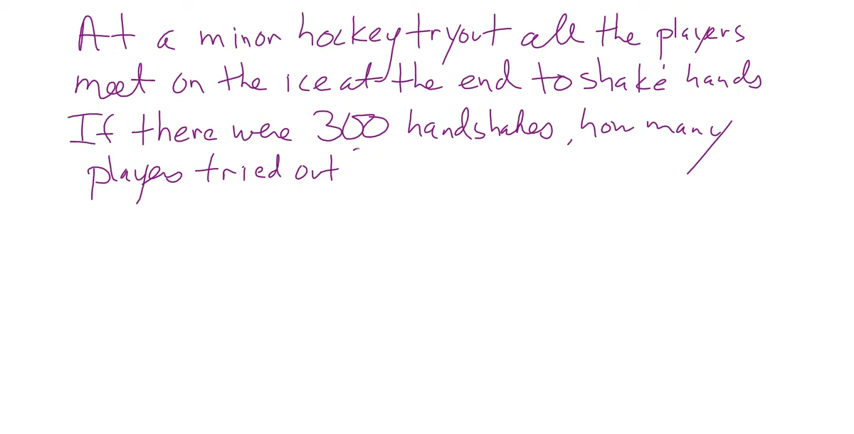 At a minor hockey tryout all the players
meet on the ice at the end to shake hands
If there were 300 handshakes, how many
players tried out